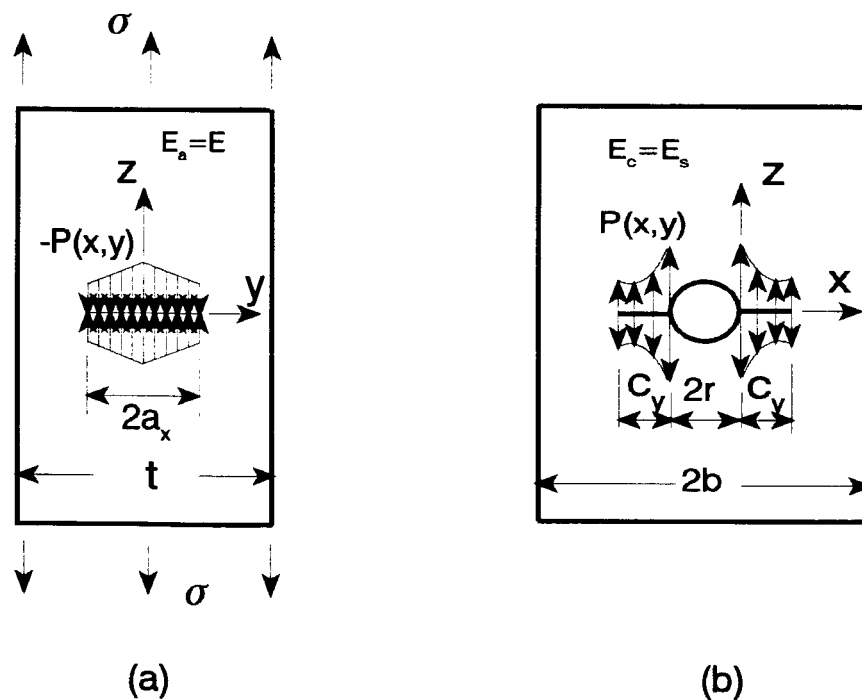 σ
E_a=E
z
-P(x,y)
y
2a_x
t
σ
(a)
E_c=E_s
z
P(x,y)
x
C_y
2r
C_y
2b
(b)